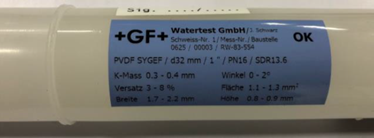 Sig. ..../....
+GF+ Watertest GmbH / J. Schwarz
Schweiss-Nr. / Mess-Nr. / Baustelle
0625 / 00003 / RW-83-554
OK
PVDF SYGEF / d32 mm / 1" / PN16 / SDR13.6
K-Mass 0.3 - 0.4 mm Winkel 0 - 2°
Versatz 3 - 8 % Fläche 1.1 - 1.3 mm²
Breite 1.7 - 2.2 mm Höhe 0.8 - 0.9 mm